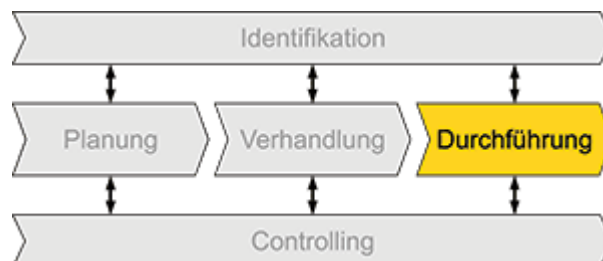 Identifikation
Planung
Verhandlung
Durchführung
Controlling